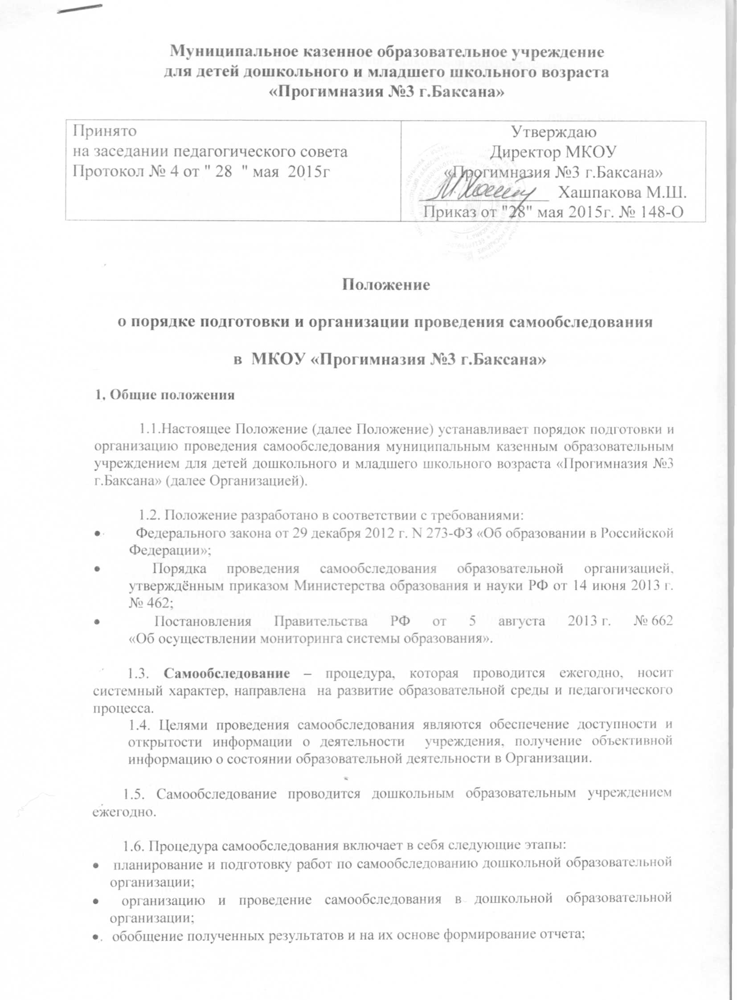 Муниципальное казенное образовательное учреждение
для детей дошкольного и младшего школьного возраста
«Прогимназия №3 г.Баксана»
Принято
на заседании педагогического совета
Протокол № 4 от " 28 " мая 2015г
Утверждаю
Директор МКОУ
«Прогимназия №3 г.Баксана»
Хашпакова М.Ш.
Приказ от "28" мая 2015г. № 148-О
Положение
о порядке подготовки и организации проведения самообследования
в МКОУ «Прогимназия №3 г.Баксана»
1. Общие положения
1.1.Настоящее Положение (далее Положение) устанавливает порядок подготовки и
организацию проведения самообследования муниципальным казенным образовательным
учреждением для детей дошкольного и младшего школьного возраста «Прогимназия №3
г.Баксана» (далее Организацией).
1.2. Положение разработано в соответствии с требованиями:
• Федерального закона от 29 декабря 2012 г. N 273-ФЗ «Об образовании в Российской
Федерации»;
• Порядка проведения самообследования образовательной организацией,
утверждённым приказом Министерства образования и науки РФ от 14 июня 2013 г.
№ 462;
• Постановления Правительства РФ от 5 августа 2013 г. № 662
«Об осуществлении мониторинга системы образования».
1.3. Самообследование – процедура, которая проводится ежегодно, носит
системный характер, направлена на развитие образовательной среды и педагогического
процесса.
1.4. Целями проведения самообследования являются обеспечение доступности и
открытости информации о деятельности учреждения, получение объективной
информацию о состоянии образовательной деятельности в Организации.
1.5. Самообследование проводится дошкольным образовательным учреждением
ежегодно.
1.6. Процедура самообследования включает в себя следующие этапы:
• планирование и подготовку работ по самообследованию дошкольной образовательной
организации;
• организацию и проведение самообследования в дошкольной образовательной
организации;
• обобщение полученных результатов и на их основе формирование отчета;